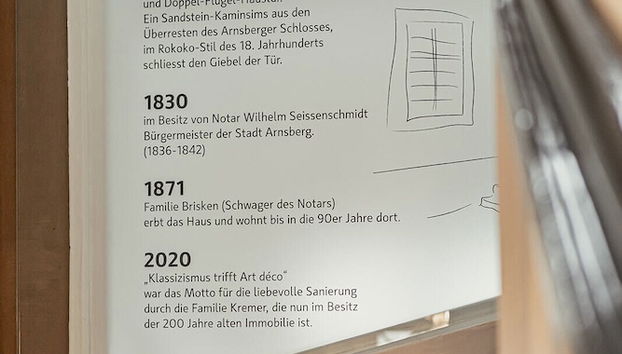 und Doppel-Flügel-Haustür.
Ein Sandstein-Kaminsims aus den
Überresten des Arnsberger Schlosses,
im Rokoko-Stil des 18. Jahrhunderts
schliesst den Giebel der Tür.
1830
im Besitz von Notar Wilhelm Seissenschmidt
Bürgermeister der Stadt Arnsberg.
(1836-1842)
1871
Familie Brisken (Schwager des Notars)
erbt das Haus und wohnt bis in die 90er Jahre dort.
2020
„Klassizismus trifft Art déco“
war das Motto für die liebevolle Sanierung
durch die Familie Kremer, die nun im Besitz
der 200 Jahre alten Immobilie ist.